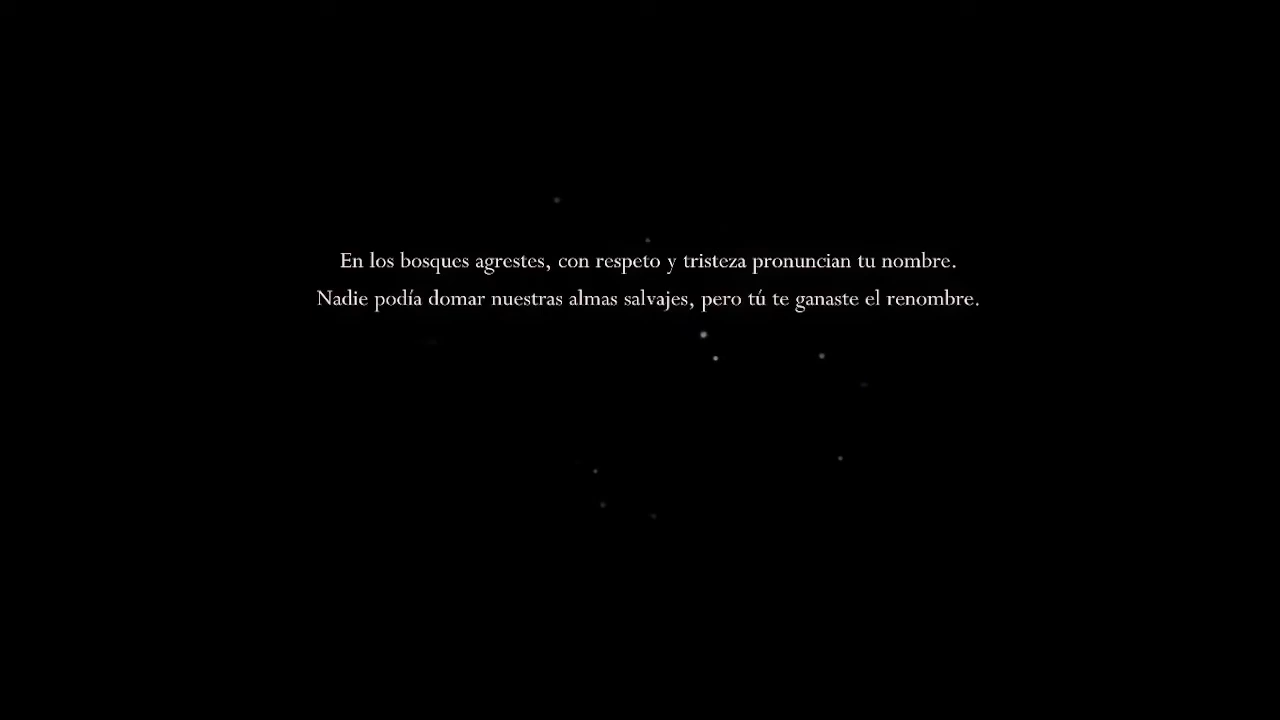 En los bosques agrestes, con respeto y tristeza pronuncian tu nombre.
Nadie podía domar nuestras almas salvajes, pero tú te ganaste el renombre.